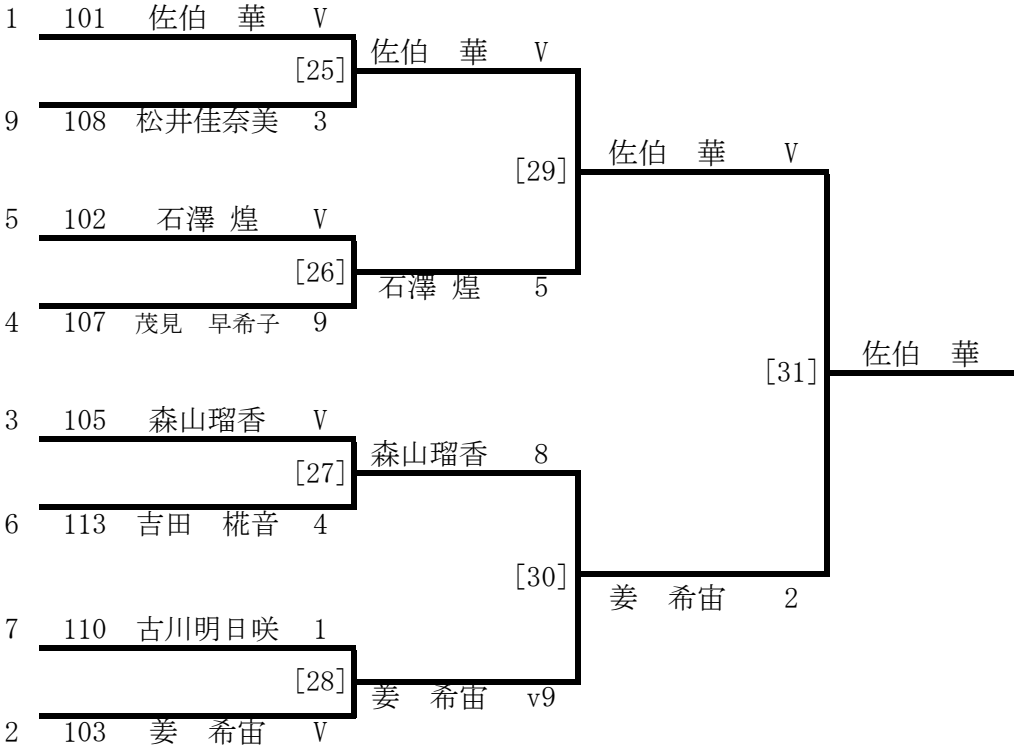 1 101 佐伯　華 V
佐伯　華 V
[25]
9 108 松井佳奈美 3
佐伯　華 V
[29]
5 102 石澤 煌 V
[26]
石澤 煌 5
4 107 茂見　早希子 9
佐伯　華
[31]
3 105 森山瑠香 V
森山瑠香 8
[27]
6 113 吉田　椛音 4
[30]
姜　希宙 2
7 110 古川明日咲 1
[28]
姜　希宙 v9
2 103 姜　希宙 V